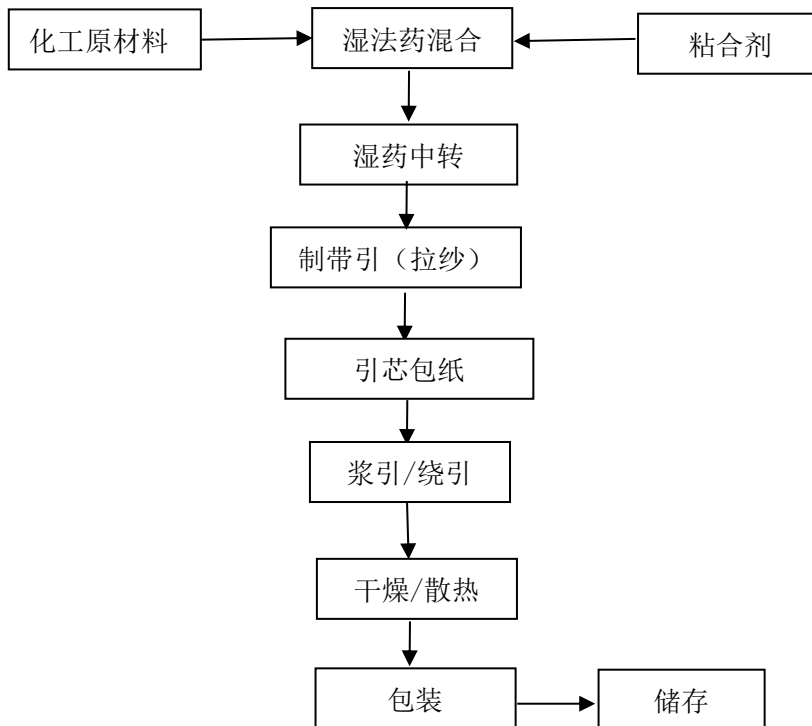 化工原材料
湿法药混合
粘合剂
湿药中转
制带引（拉纱）
引芯包纸
浆引/绕引
干燥/散热
包装
储存